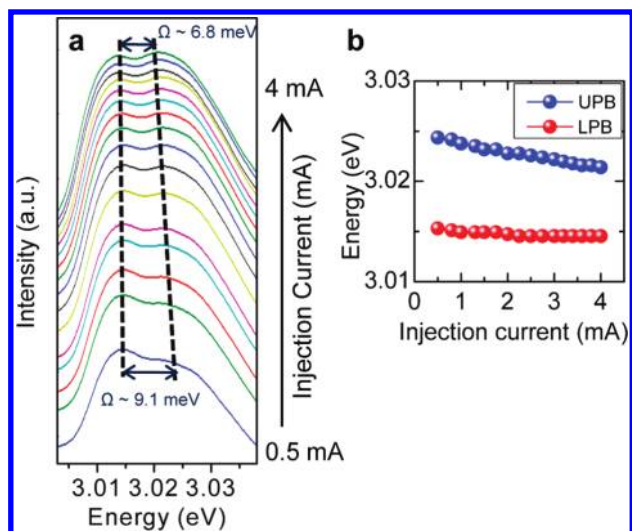 a
Ω ~ 6.8 meV
4 mA
Intensity (a.u.)
Injection Current (mA)
Ω ~ 9.1 meV
0.5 mA
3.01 3.02 3.03
Energy (eV)
b
UPB
LPB
3.03
3.02
3.01
Energy (eV)
0 1 2 3 4
Injection current (mA)